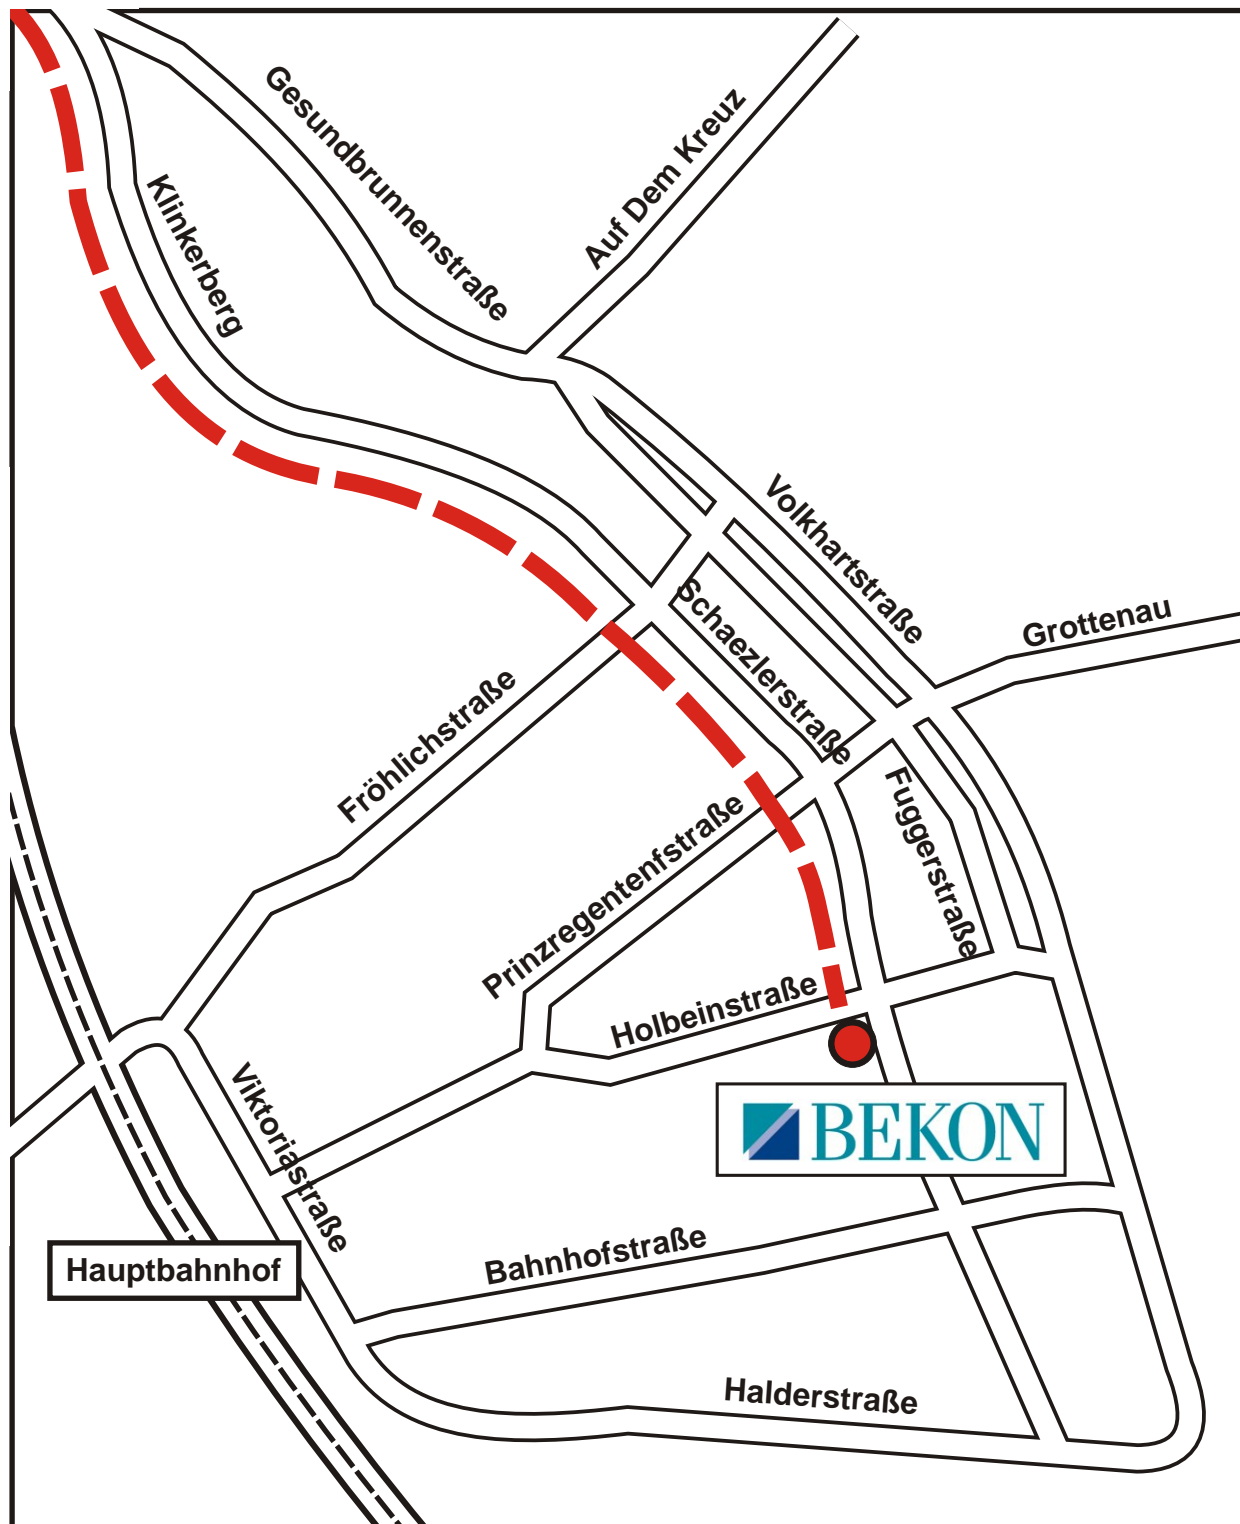 Gesundbrunnenstraße
Auf Dem Kreuz
Klinkerberg
Volkhartstraße
Schaezlerstraße
Grottenau
Fröhlichstraße
Prinzregentenfstraße
Fuggerstraße
Holbeinstraße
Viktoriastraße
BEKON
Hauptbahnhof
Bahnhofstraße
Halderstraße